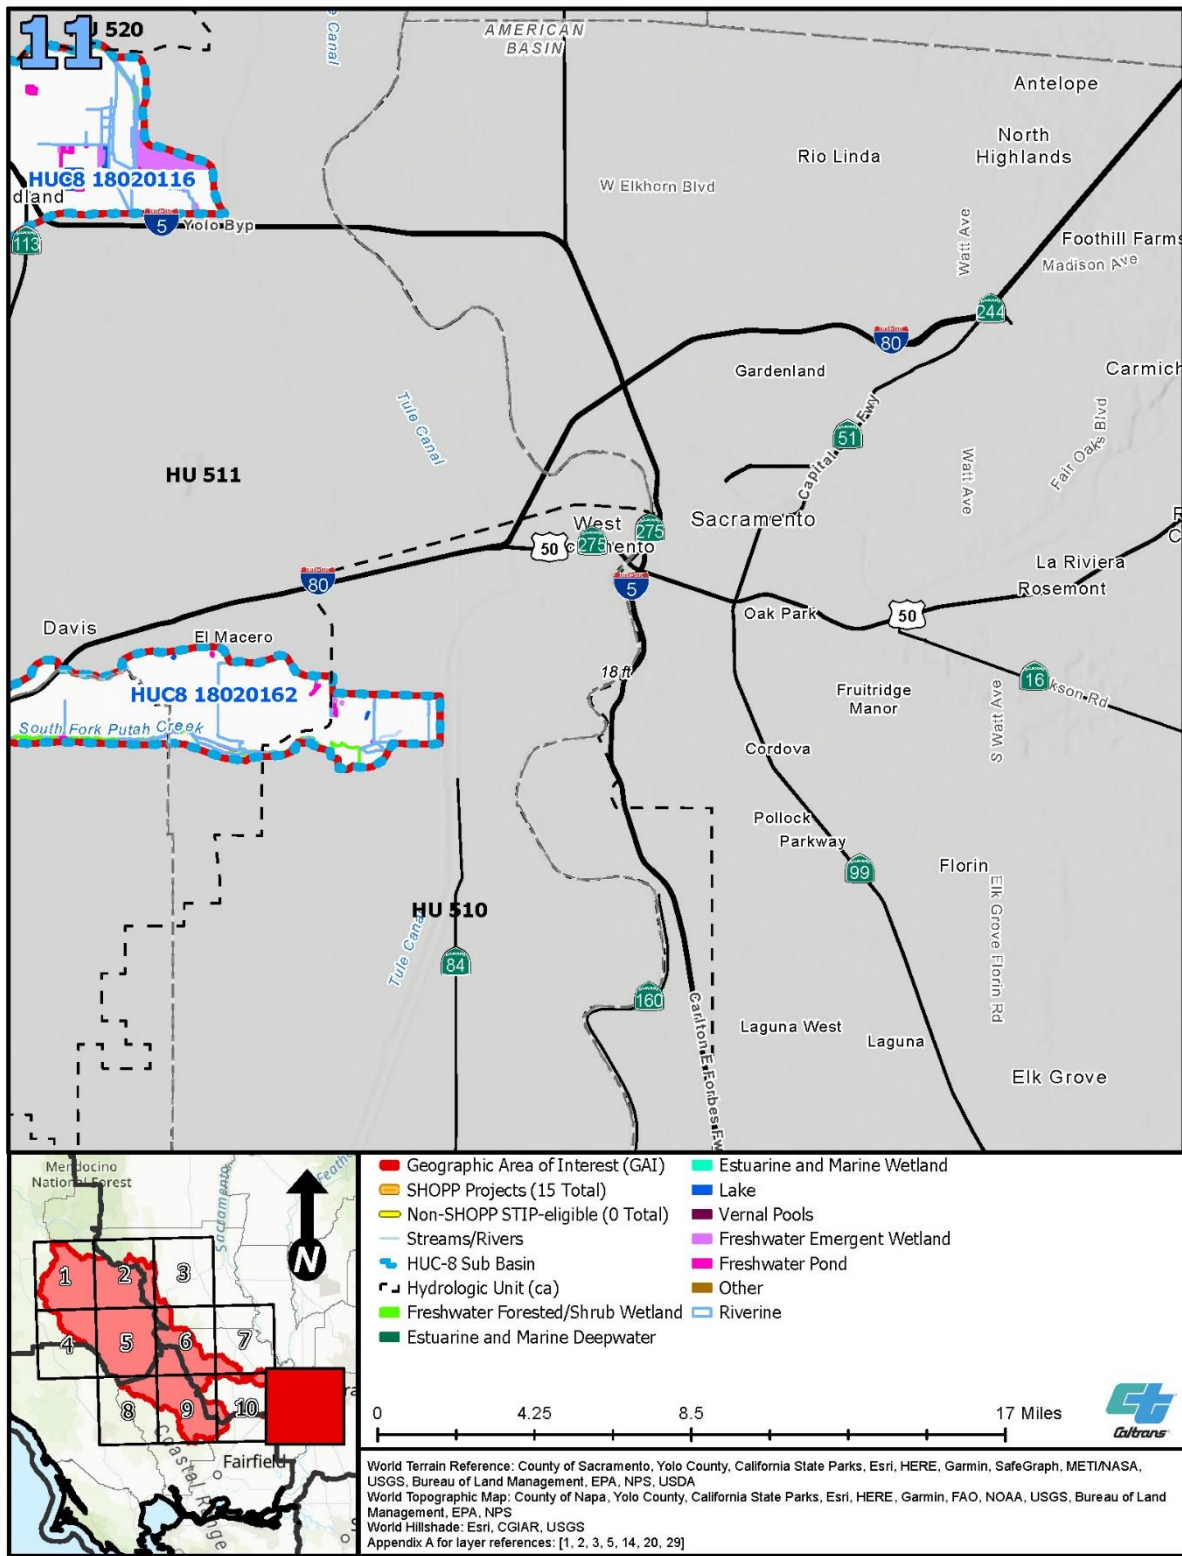 11
HU 520
AMERICAN
BASIN
Antelope
North
Highlands
Rio Linda
W Elkhorn Blvd
HUC8 18020116
dland
5
Yolo Byp
113
Watt Ave
Foothill Farms
Madison Ave
244
80
Gardenland
Carmich
Tule Canal
Capital
Fwy
51
Fair Oaks Blvd
Watt Ave
HU 511
West
Sacramento
275
275
50
La Riviera
Rosemont
80
5
Oak Park
50
Davis
El Macero
HUC8 18020162
18 ft
16
kson Rd
Fruitridge
Manor
S Watt Ave
South Fork Putah Creek
Cordova
Pollock
Parkway
99
Florin
HU 510
Tule Canal
84
160
Elk Grove Florin Rd
Carlton E Forbes Fw
Laguna West
Laguna
Elk Grove
Mendocino
National Forest
Sacramento
Feath
1
2
3
4
5
6
7
8
9
10
Coastal Range
Fairfield
N
Geographic Area of Interest (GAI)
SHOPP Projects (15 Total)
Non-SHOPP STIP-eligible (0 Total)
Streams/Rivers
HUC-8 Sub Basin
Hydrologic Unit (ca)
Freshwater Forested/Shrub Wetland
Estuarine and Marine Deepwater
Estuarine and Marine Wetland
Lake
Vernal Pools
Freshwater Emergent Wetland
Freshwater Pond
Other
Riverine
0 4.25 8.5 17 Miles
Caltrans
World Terrain Reference: County of Sacramento, Yolo County, California State Parks, Esri, HERE, Garmin, SafeGraph, METI/NASA,
USGS, Bureau of Land Management, EPA, NPS, USDA
World Topographic Map: County of Napa, Yolo County, California State Parks, Esri, HERE, Garmin, FAO, NOAA, USGS, Bureau of Land
Management, EPA, NPS
World Hillshade: Esri, CGIAR, USGS
Appendix A for layer references: [1, 2, 3, 5, 14, 20, 29]